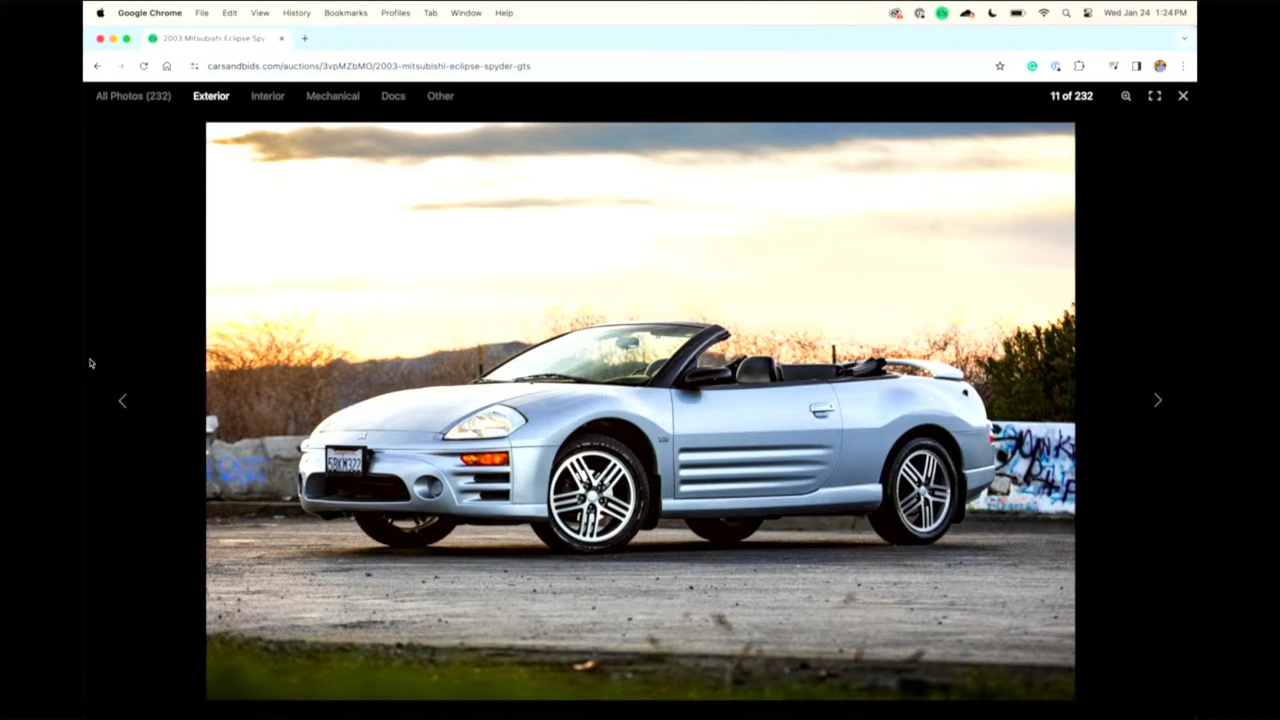 Google Chrome File Edit View History Bookmarks Profiles Tab Window Help Wed Jan 24 1:24 PM
2003 Mitsubishi Eclipse Spy
carsandbids.com/auctions/3vpMZbMO/2003-mitsubishi-eclipse-spyder-gts
All Photos (232) Exterior Interior Mechanical Docs Other 11 of 232